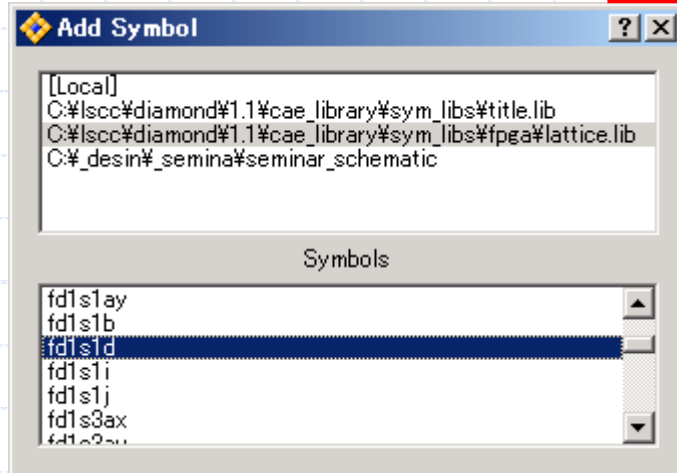 Add Symbol
[Local]
C:¥lscc¥diamond¥1.1¥cae_library¥sym_libs¥title.lib
C:¥lscc¥diamond¥1.1¥cae_library¥sym_libs¥fpga¥lattice.lib
C:¥_desin¥_semina¥seminar_schematic
Symbols
fd1s1ay
fd1s1b
fd1s1d
fd1s1i
fd1s1j
fd1s3ax